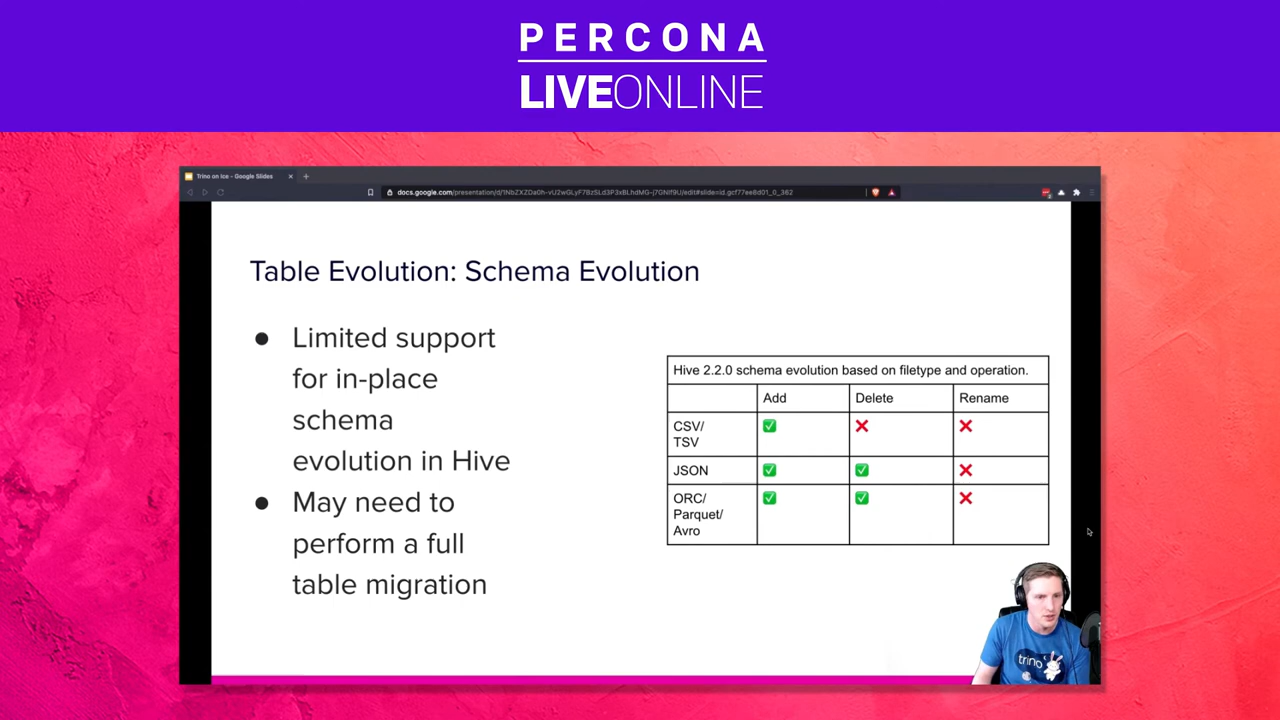 PERCONA
LIVEONLINE
Trino on Ice - Google Slides
Table Evolution: Schema Evolution
● Limited support
for in-place
schema
evolution in Hive
● May need to
perform a full
table migration
Hive 2.2.0 schema evolution based on filetype and operation.
Add Delete Rename
CSV/
TSV
✅ ❌ ❌
JSON ✅ ✅ ❌
ORC/
Parquet/
Avro
✅ ✅ ❌
trino